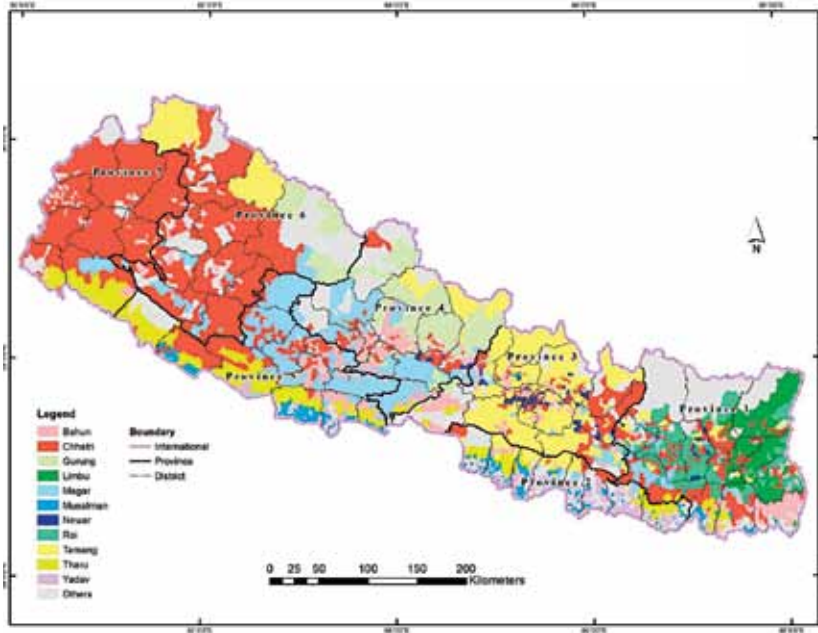 Province 7
Province 6
N
Province 4
Province 3
Province 5
Province 1
Province 2
Legend
Bahun
Chhetri
Gurung
Limbu
Magar
Musalman
Newar
Rai
Tamang
Tharu
Yadav
Others
Boundary
International
Province
District
0 25 50 100 150 200
Kilometers